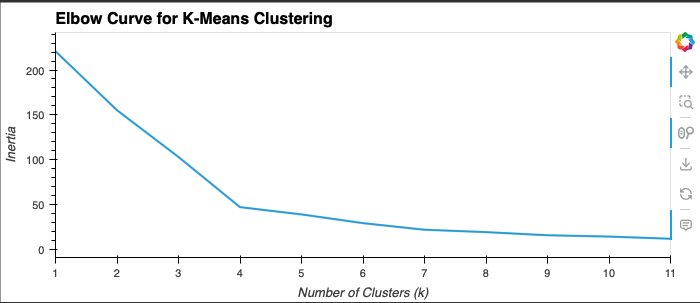 Elbow Curve for K-Means Clustering
200
150
100
50
0
Inertia
1 2 3 4 5 6 7 8 9 10 11
Number of Clusters (k)